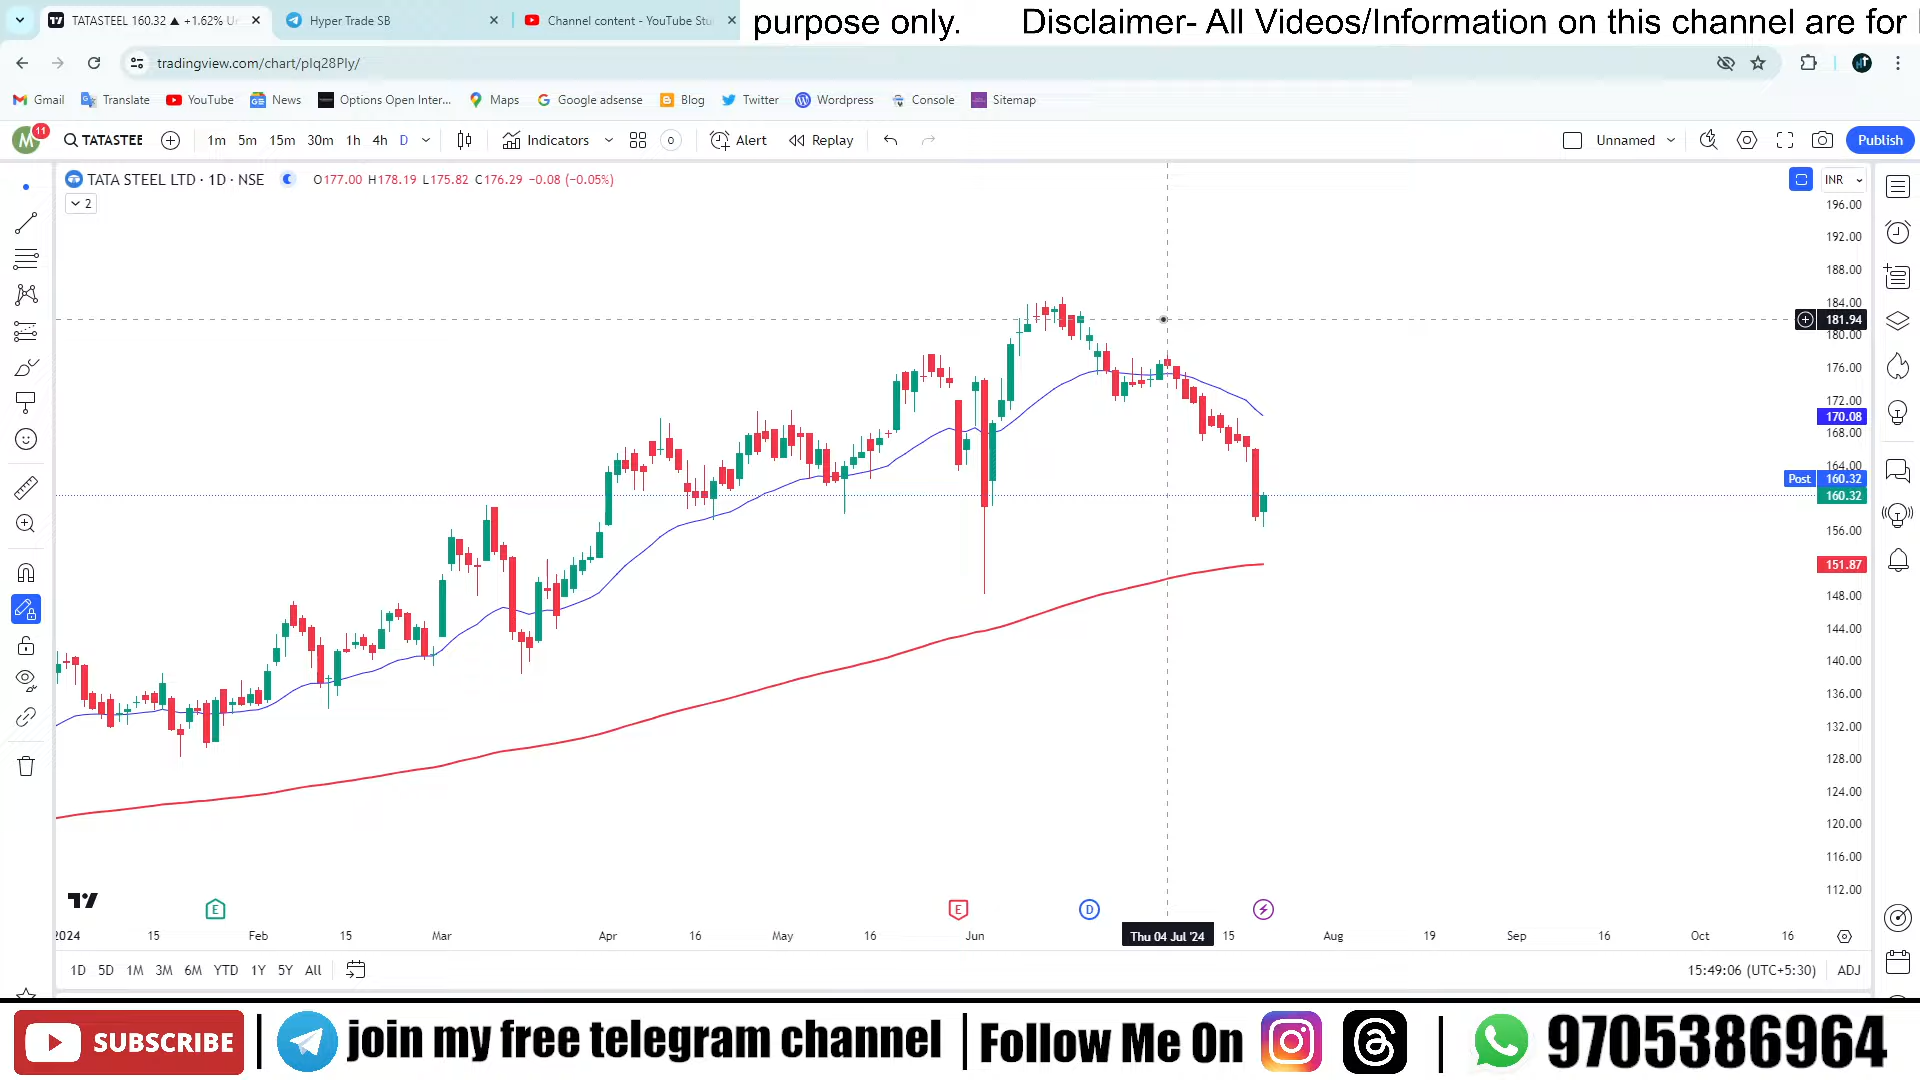 TATASTEEL 160.32 ▲ +1.62% Un
Hyper Trade SB
Channel content - YouTube Stu
purpose only. Disclaimer- All Videos/Information on this channel are for
tradingview.com/chart/pIq28PIy/
Gmail Translate YouTube News Options Open Inter... Maps Google adsense Blog Twitter Wordpress Console Sitemap
M 11 TATASTEE 1m 5m 15m 30m 1h 4h D Indicators Alert Replay Unnamed Publish
TATA STEEL LTD · 1D · NSE O177.00 H178.19 L175.82 C176.29 −0.08 (−0.05%)
INR
2
196.00
192.00
188.00
184.00
181.94
180.00
176.00
172.00
170.08
168.00
164.00
Post 160.32
160.32
156.00
151.87
148.00
144.00
140.00
136.00
132.00
128.00
124.00
120.00
116.00
112.00
E E D
2024 15 Feb 15 Mar Apr 16 May 16 Jun Thu 04 Jul '24 15 Aug 19 Sep 16 Oct 16
1D 5D 1M 3M 6M YTD 1Y 5Y All 15:49:06 (UTC+5:30) ADJ
SUBSCRIBE | join my free telegram channel | Follow Me On | 9705386964